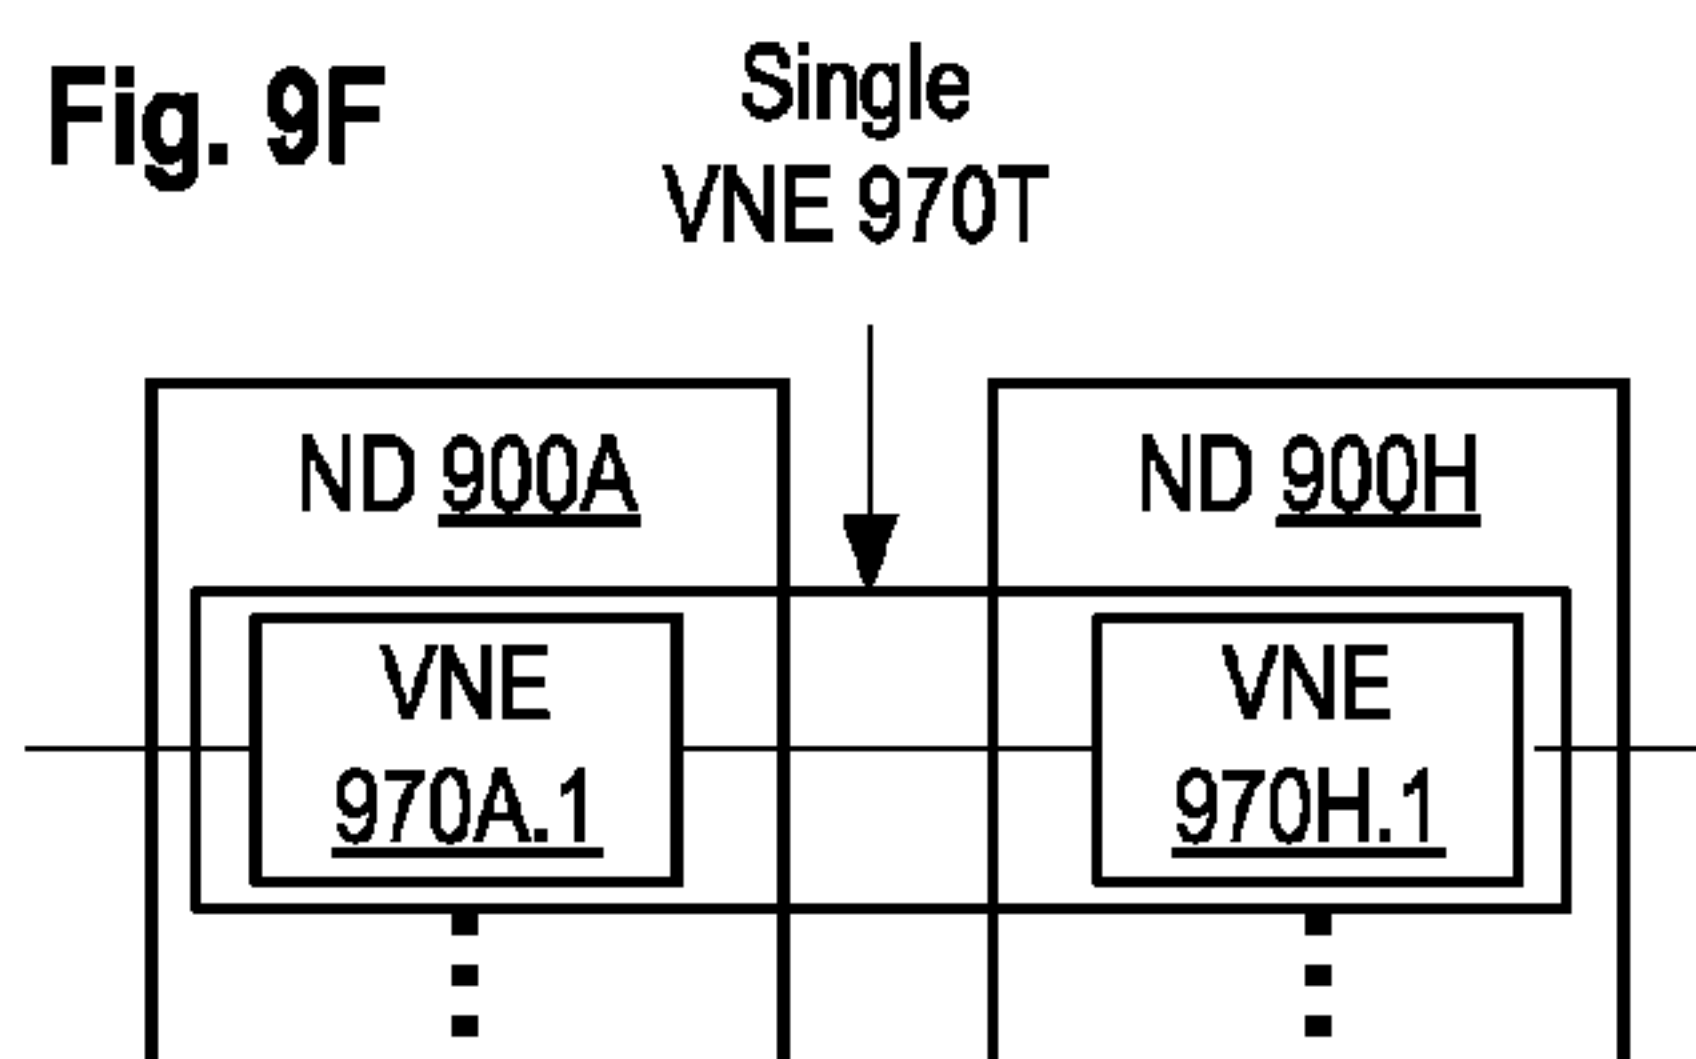 Fig. 9F
Single
VNE 970T
ND 900A
ND 900H
VNE
970A.1
VNE
970H.1